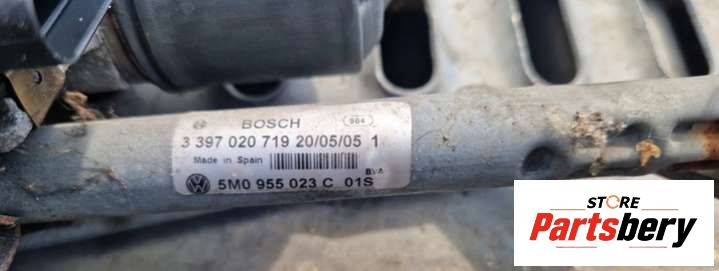 BOSCH 904
3 397 020 719 20/05/05 1
Made in Spain
BVA
5M0 955 023 C 01S
STORE
Partsbery